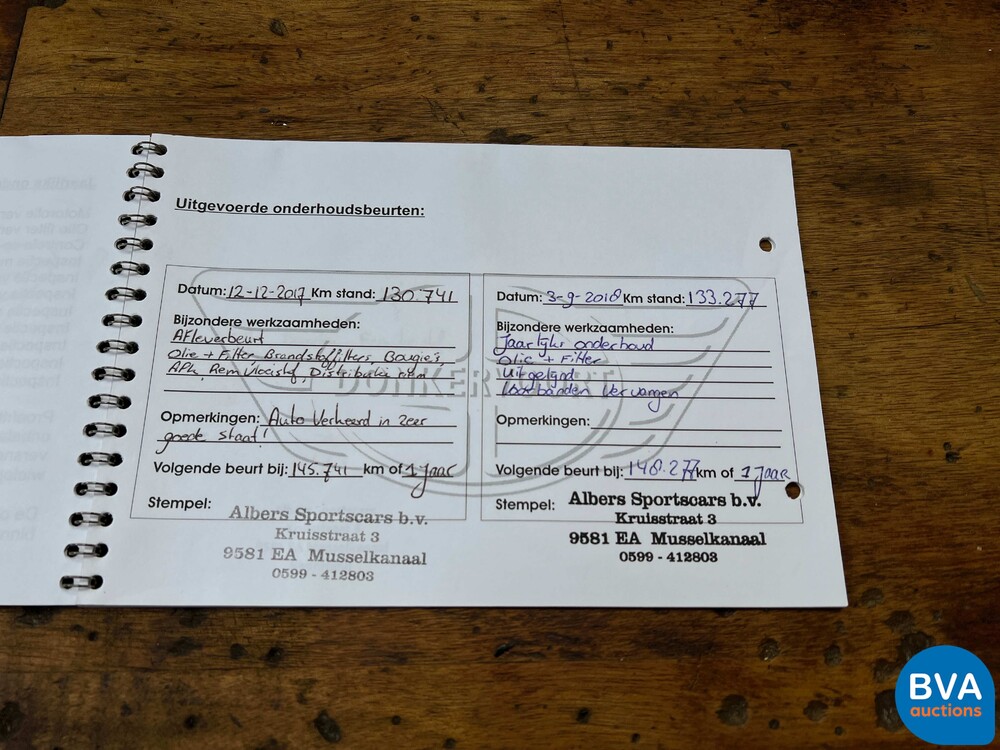 Uitgevoerde onderhoudsbeurten:
Datum: 12-12-2017 Km stand: 130.741
Bijzondere werkzaamheden:
Afleverbeurt
Olie + Filter Brandstoffilters, Bougie's,
APK, Remvloeistof, Distributie riem
Opmerkingen: Auto Verkeerd in zeer
goede staat!
Volgende beurt bij: 145.741 km of 1 jaar
Stempel:
Albers Sportscars b.v.
Kruisstraat 3
9581 EA Musselkanaal
0599 - 412803
Datum: 3-9-2018 Km stand: 133.277
Bijzondere werkzaamheden:
Jaarlijks onderhoud
Olie + Filter
Uitgelijnd
Voorbanden Vervangen
Opmerkingen:
Volgende beurt bij: 148.277 km of 1 jaar
Stempel:
Albers Sportscars b.v.
Kruisstraat 3
9581 EA Musselkanaal
0599 - 412803
DONKERVOORT
BVA
auctions